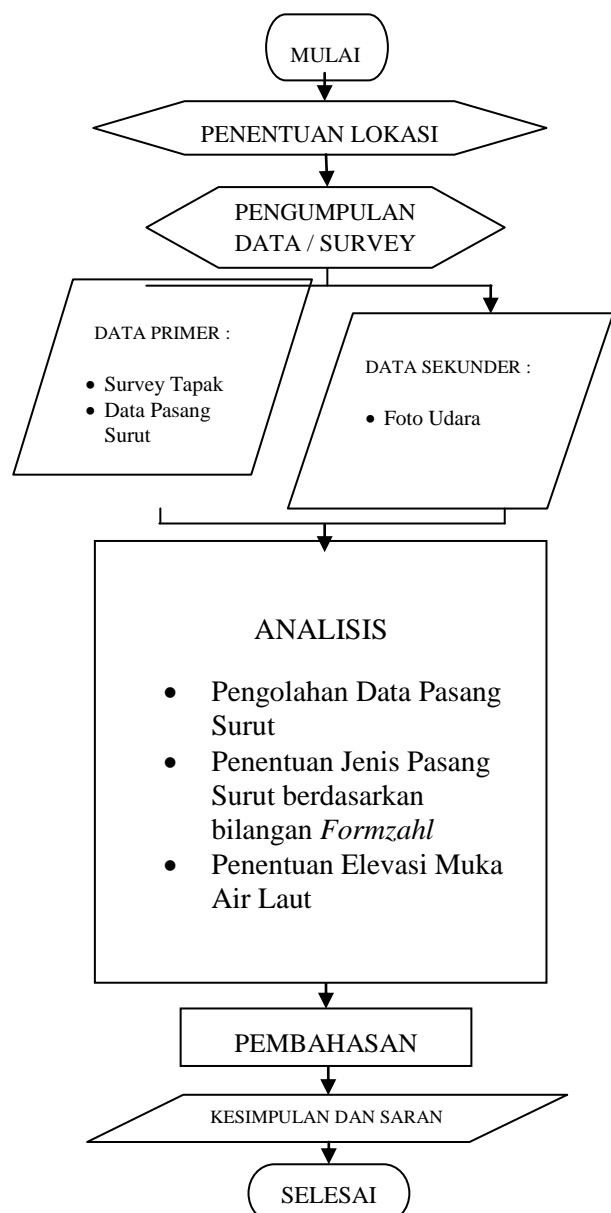 MULAI
PENENTUAN LOKASI
PENGUMPULAN
DATA / SURVEY
DATA PRIMER :
• Survey Tapak
• Data Pasang
Surut
DATA SEKUNDER :
• Foto Udara
ANALISIS
• Pengolahan Data Pasang
Surut
• Penentuan Jenis Pasang
Surut berdasarkan
bilangan Formzahl
• Penentuan Elevasi Muka
Air Laut
PEMBAHASAN
KESIMPULAN DAN SARAN
SELESAI